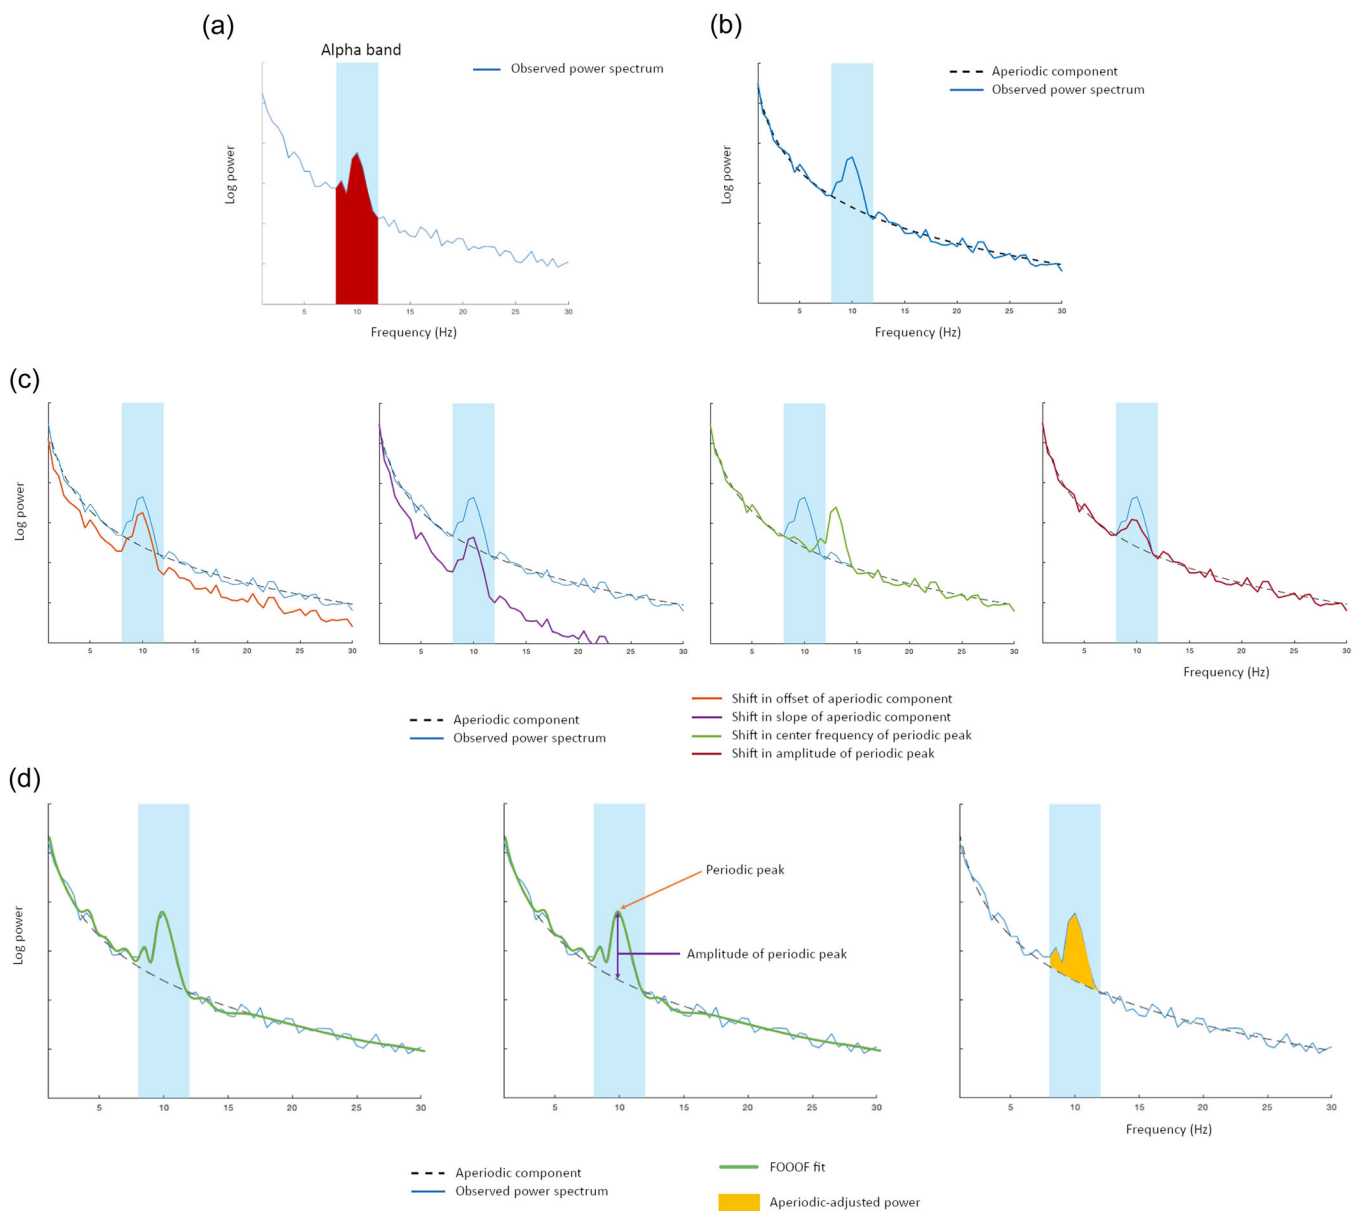 (a)
Alpha band
Observed power spectrum
Log power
5 10 15 20 25 30
Frequency (Hz)
(b)
Aperiodic component
Observed power spectrum
Log power
5 10 15 20 25 30
Frequency (Hz)
(c)
Log power
5 10 15 20 25 30
5 10 15 20 25 30
5 10 15 20 25 30
5 10 15 20 25 30
Frequency (Hz)
Aperiodic component
Observed power spectrum
Shift in offset of aperiodic component
Shift in slope of aperiodic component
Shift in center frequency of periodic peak
Shift in amplitude of periodic peak
(d)
Log power
5 10 15 20 25 30
Periodic peak
Amplitude of periodic peak
5 10 15 20 25 30
5 10 15 20 25 30
Frequency (Hz)
Aperiodic component
Observed power spectrum
FOOOF fit
Aperiodic-adjusted power